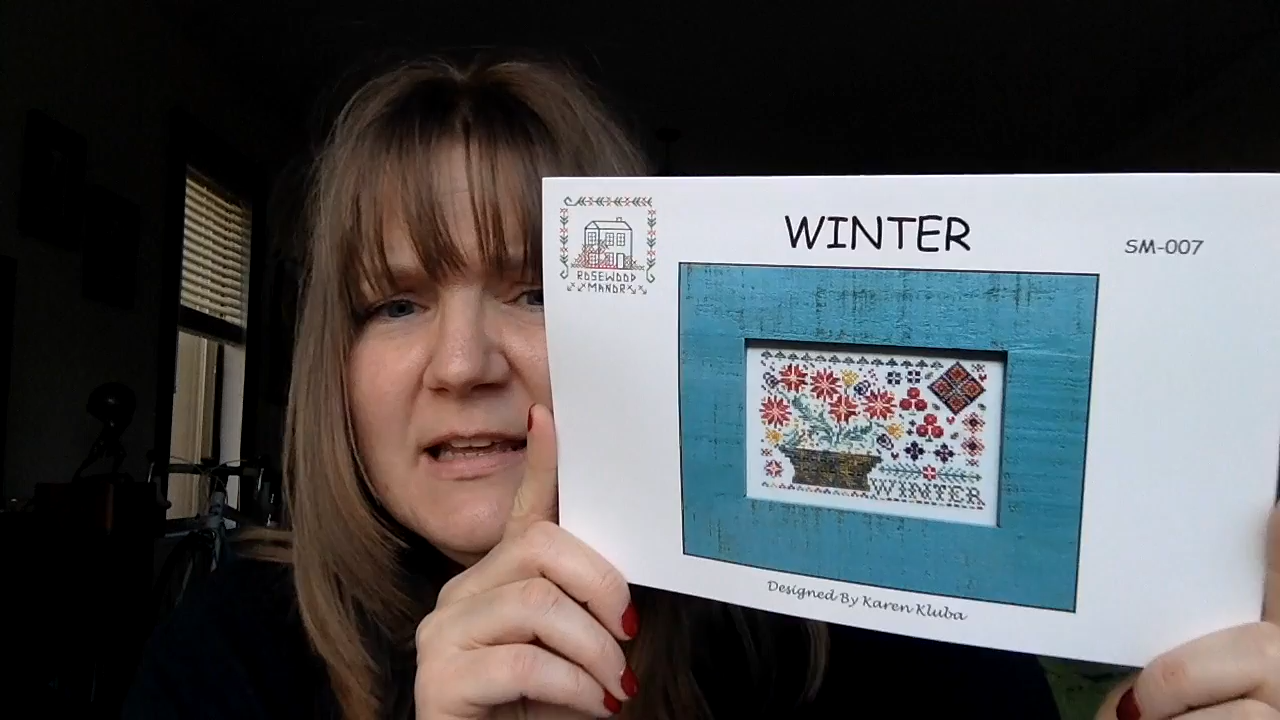 WINTER
SM-007
ROSEWOOD
MANOR
WINTER
Designed By Karen Kluba